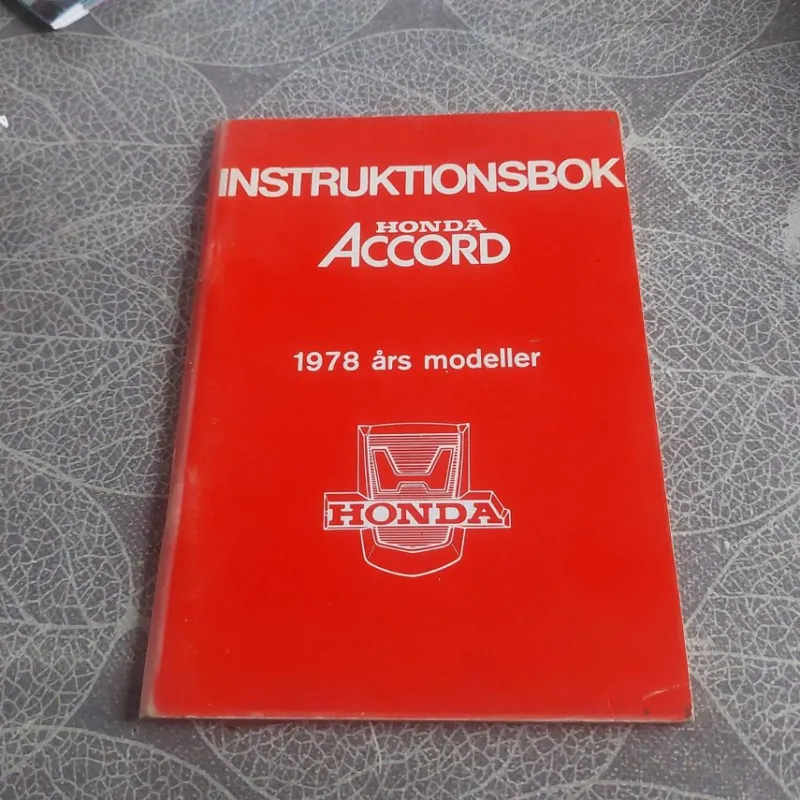 INSTRUKTIONSBOK
HONDA
ACCORD
1978 års modeller
HONDA